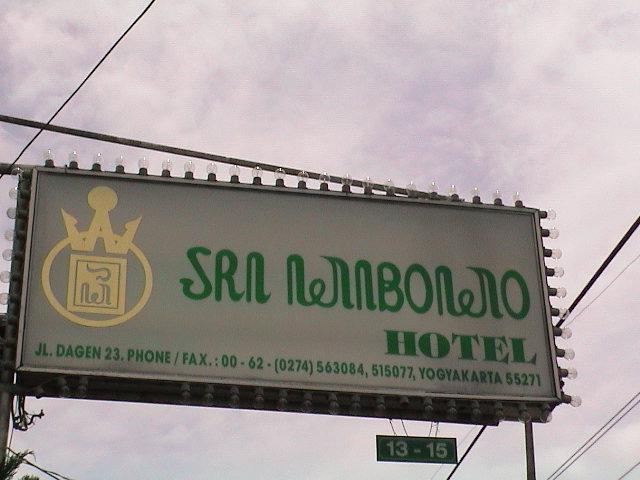 SRI WIBOWO
HOTEL
JL. DAGEN 23. PHONE / FAX. : 00 - 62 - (0274) 563084, 515077, YOGYAKARTA 55271
13 - 15